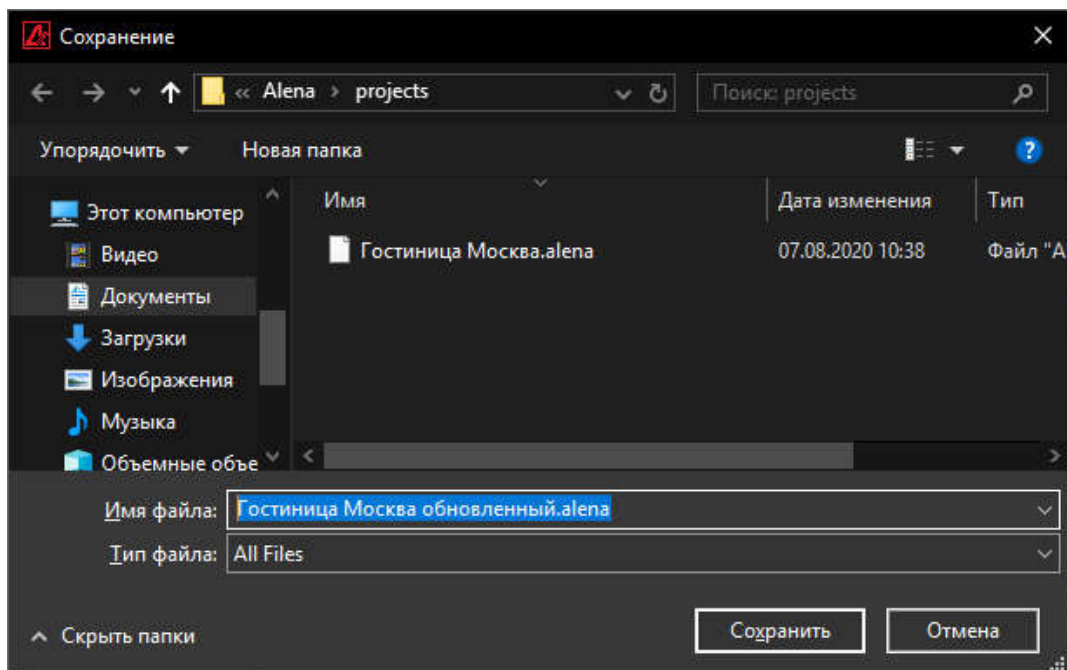 Сохранение
« Alena › projects
Поиск: projects
Упорядочить
Новая папка
Этот компьютер
Видео
Документы
Загрузки
Изображения
Музыка
Объемные объе
Имя
Дата изменения
Тип
Гостиница Москва.alena
07.08.2020 10:38
Файл "A
Имя файла: Гостиница Москва обновленный.alena
Тип файла: All Files
Скрыть папки
Сохранить
Отмена